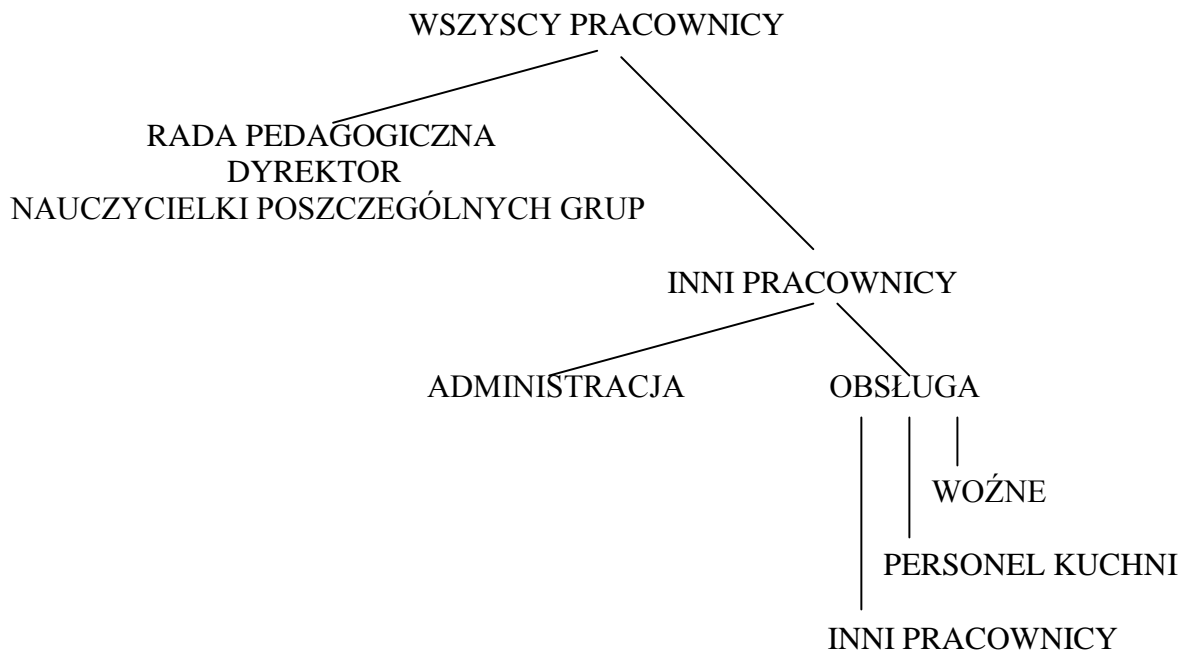 WSZYSCY PRACOWNICY
RADA PEDAGOGICZNA
DYREKTOR
NAUCZYCIELKI POSZCZEGÓLNYCH GRUP
INNI PRACOWNICY
ADMINISTRACJA
OBSŁUGA
WOŹNE
PERSONEL KUCHNI
INNI PRACOWNICY